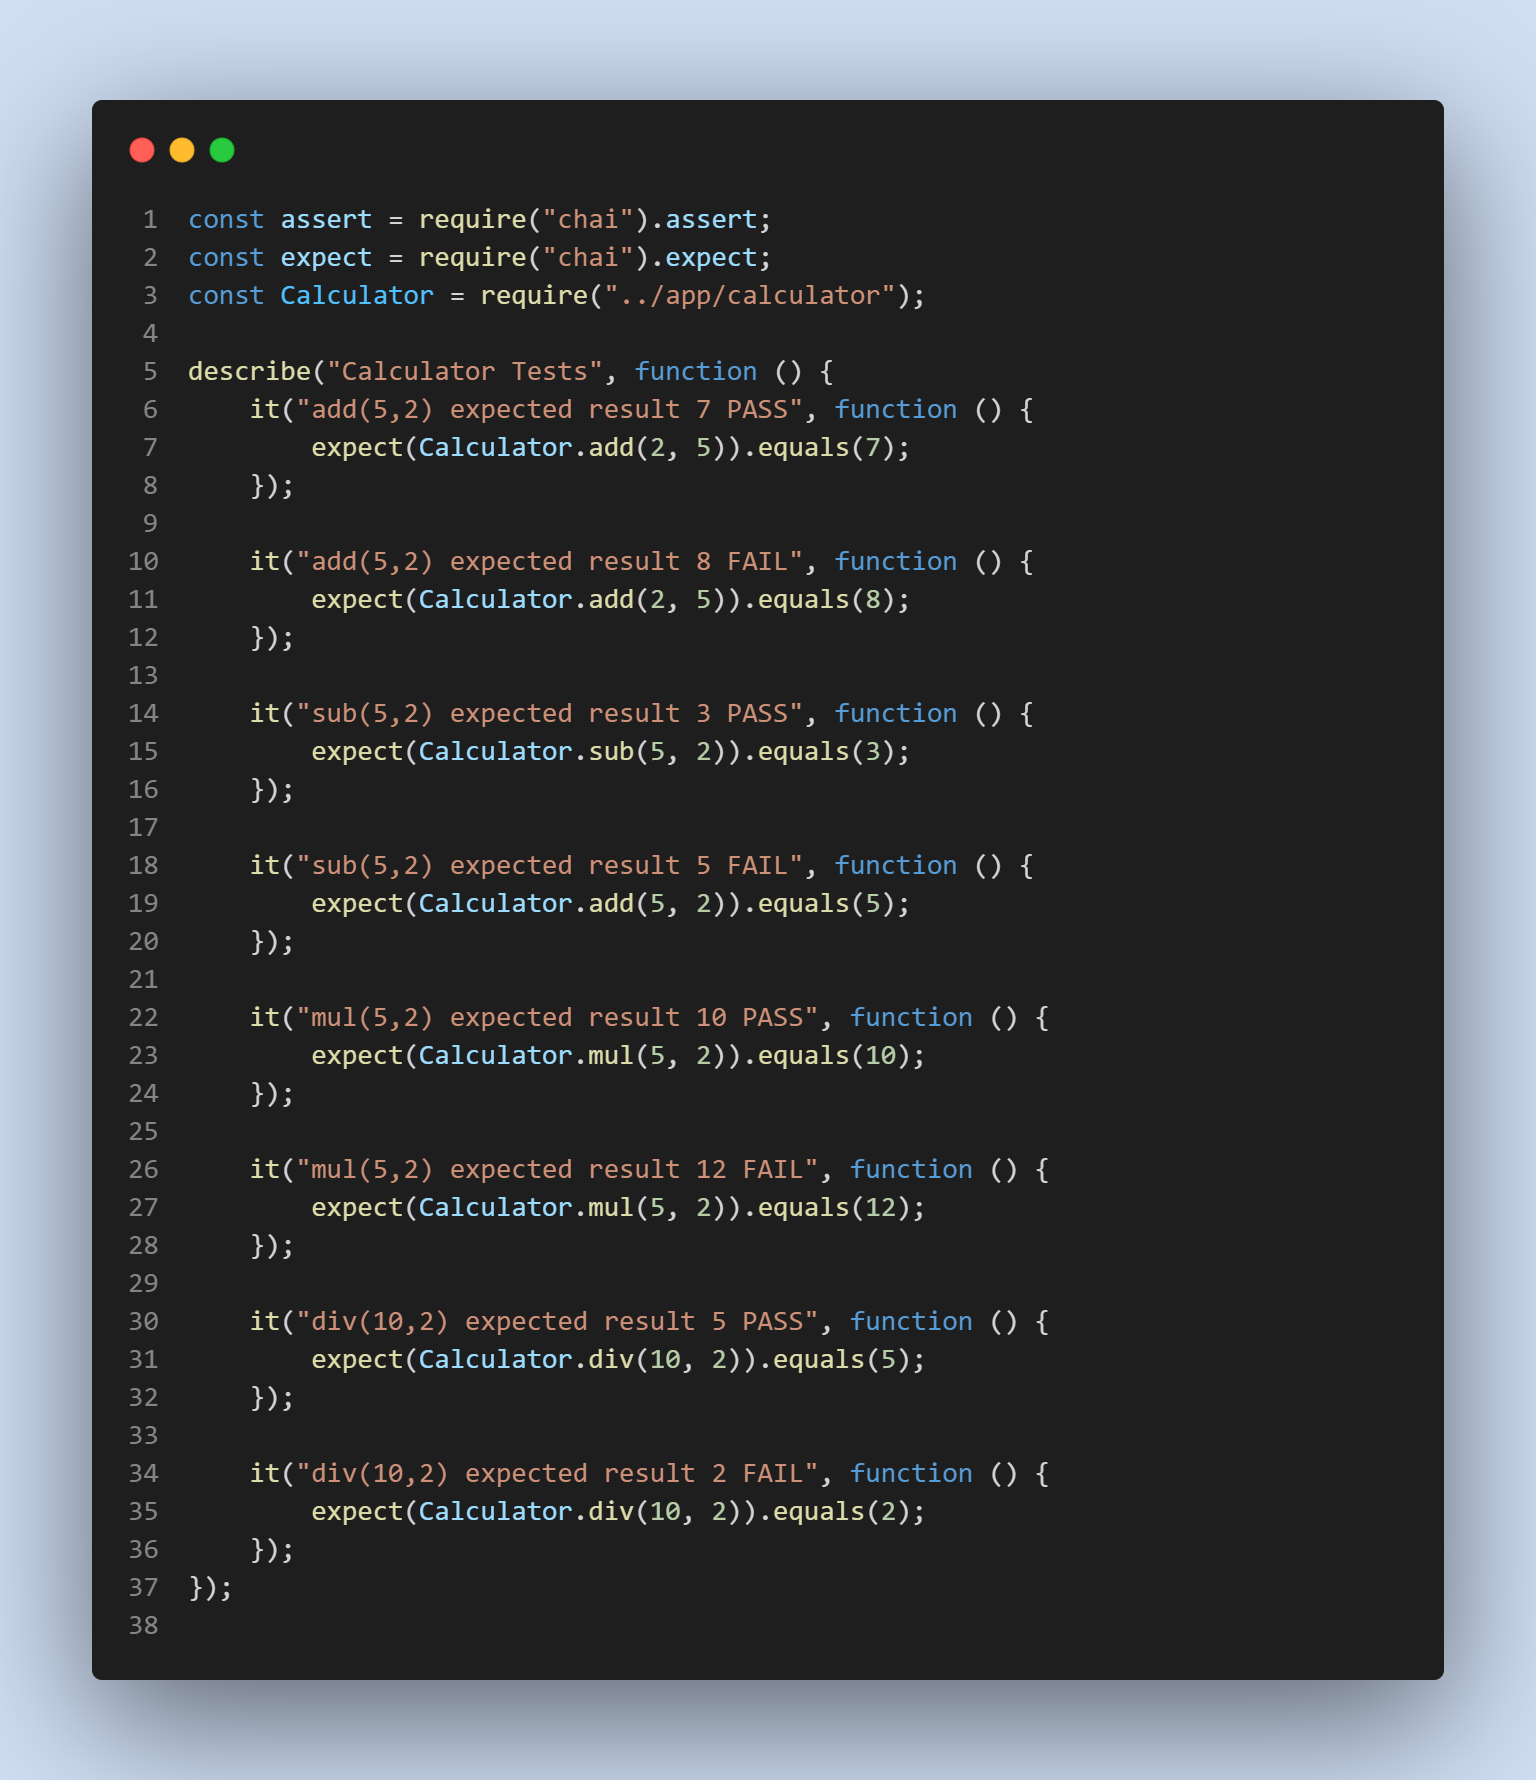 1 const assert = require("chai").assert;
2 const expect = require("chai").expect;
3 const Calculator = require("../app/calculator");
4
5 describe("Calculator Tests", function () {
6     it("add(5,2) expected result 7 PASS", function () {
7         expect(Calculator.add(2, 5)).equals(7);
8     });
9
10     it("add(5,2) expected result 8 FAIL", function () {
11         expect(Calculator.add(2, 5)).equals(8);
12     });
13
14     it("sub(5,2) expected result 3 PASS", function () {
15         expect(Calculator.sub(5, 2)).equals(3);
16     });
17
18     it("sub(5,2) expected result 5 FAIL", function () {
19         expect(Calculator.add(5, 2)).equals(5);
20     });
21
22     it("mul(5,2) expected result 10 PASS", function () {
23         expect(Calculator.mul(5, 2)).equals(10);
24     });
25
26     it("mul(5,2) expected result 12 FAIL", function () {
27         expect(Calculator.mul(5, 2)).equals(12);
28     });
29
30     it("div(10,2) expected result 5 PASS", function () {
31         expect(Calculator.div(10, 2)).equals(5);
32     });
33
34     it("div(10,2) expected result 2 FAIL", function () {
35         expect(Calculator.div(10, 2)).equals(2);
36     });
37 });
38